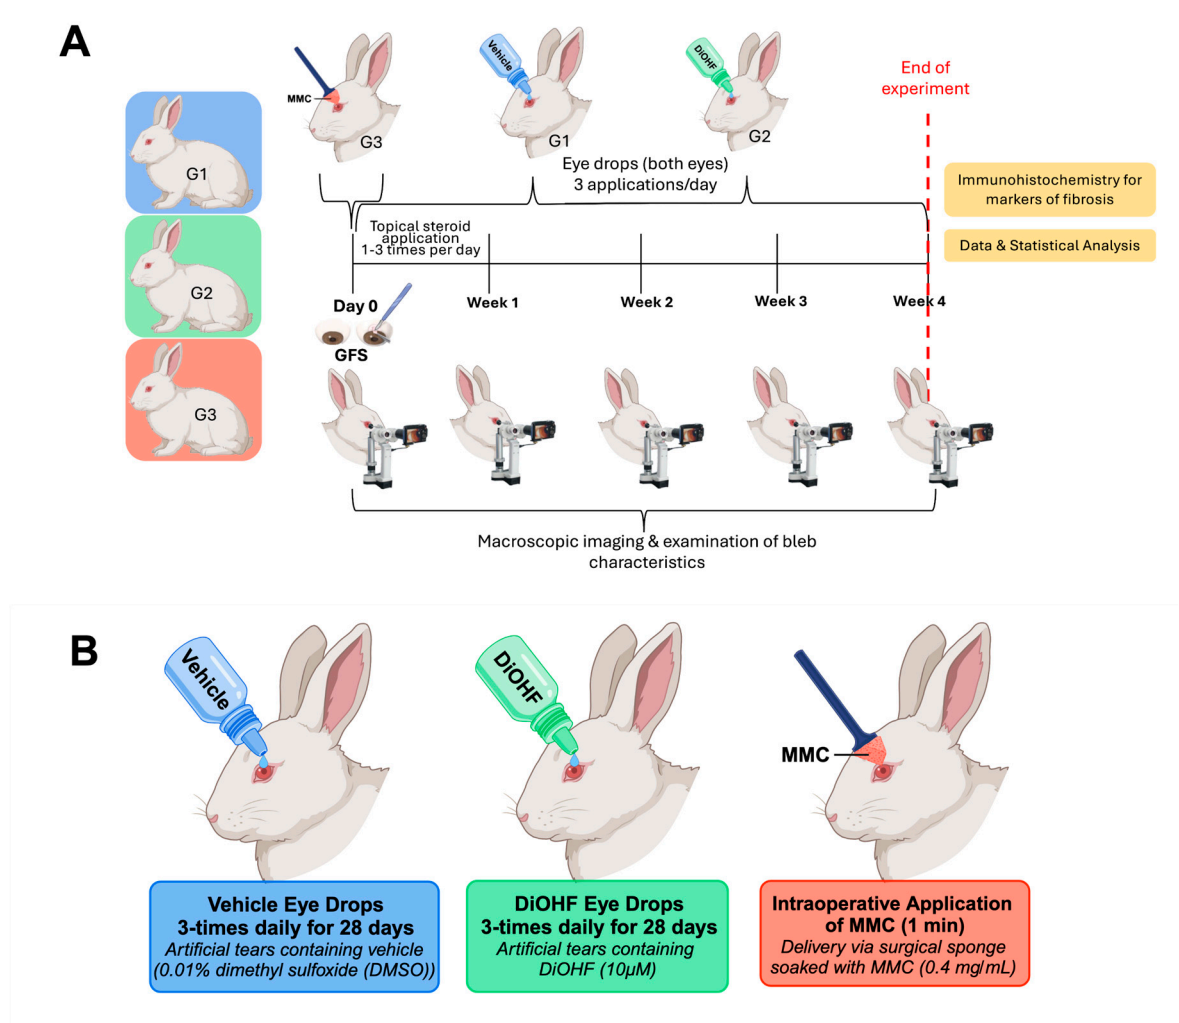 A
Vehicle
DiOHF
MMC
G3
G1
G2
End of
experiment
Eye drops (both eyes)
3 applications/day
G1
G2
G3
Immunohistochemistry for
markers of fibrosis
Data & Statistical Analysis
Topical steroid
application
1-3 times per day
Day 0
Week 1
Week 2
Week 3
Week 4
GFS
Macroscopic imaging & examination of bleb
characteristics
B
Vehicle
DiOHF
MMC
Vehicle Eye Drops
3-times daily for 28 days
Artificial tears containing vehicle
(0.01% dimethyl sulfoxide (DMSO))
DiOHF Eye Drops
3-times daily for 28 days
Artificial tears containing
DiOHF (10µM)
Intraoperative Application
of MMC (1 min)
Delivery via surgical sponge
soaked with MMC (0.4 mg/mL)